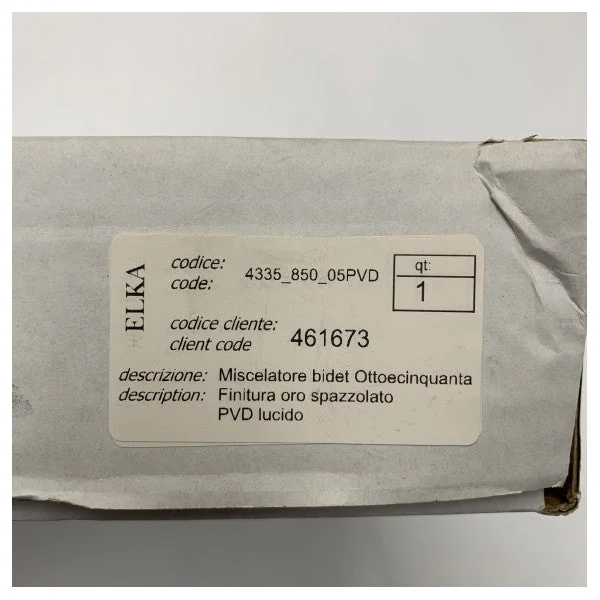 ELKA
codice:
code:
4335_850_05PVD
qt:
1
codice cliente:
client code
461673
descrizione: Miscelatore bidet Ottoecinquanta
description: Finitura oro spazzolato
PVD lucido